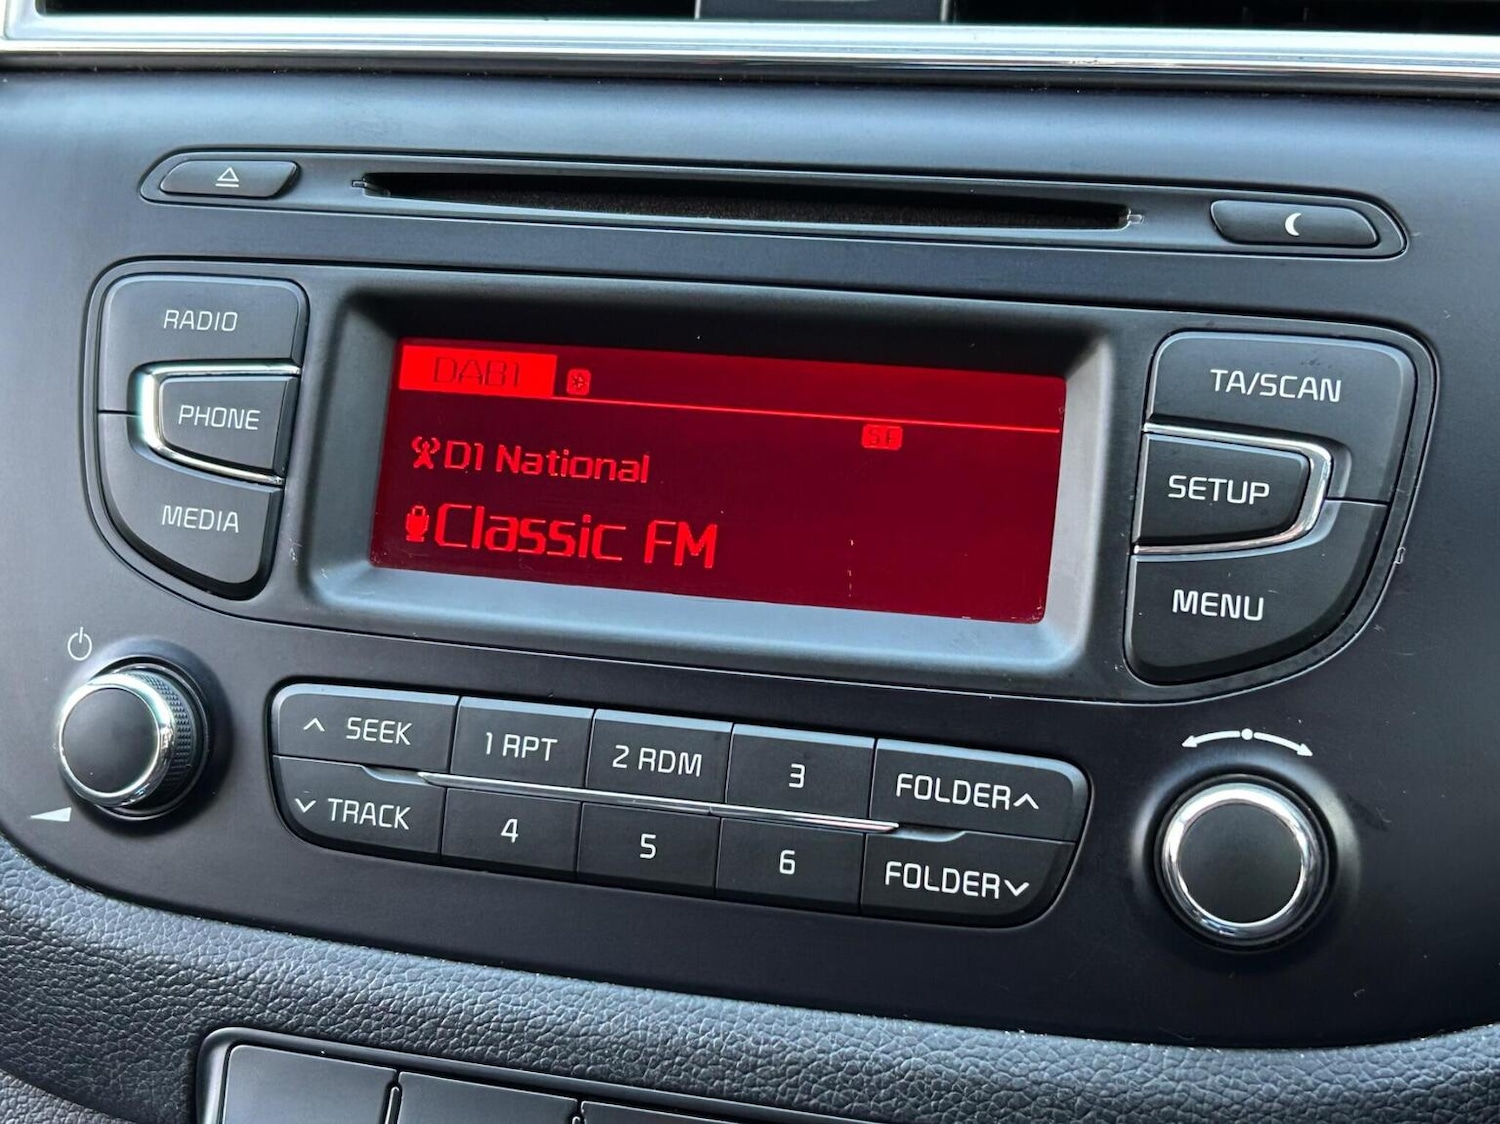 RADIO
PHONE
MEDIA
DAB1
D1 National
Classic FM
TA/SCAN
SETUP
MENU
SEEK
TRACK
1 RPT
2 RDM
3
FOLDER
4
5
6
FOLDER